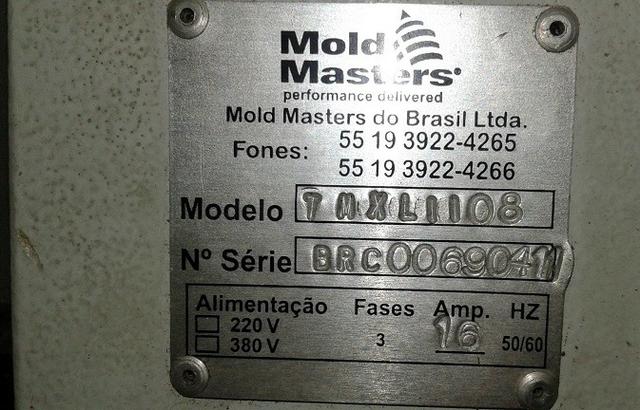 Mold
Masters®
performance delivered
Mold Masters do Brasil Ltda.
Fones: 55 19 3922-4265
55 19 3922-4266
Modelo TMXL1108
Nº Série
Alimentação Fases Amp. HZ
220 V
380 V 3 16 50/60